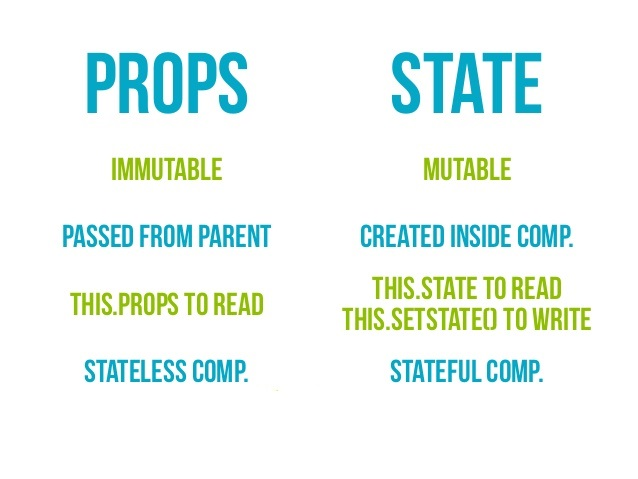 PROPS
IMMUTABLE
PASSED FROM PARENT
THIS.PROPS TO READ
STATELESS COMP.
STATE
MUTABLE
CREATED INSIDE COMP.
THIS.STATE TO READ
THIS.SETSTATE() TO WRITE
STATEFUL COMP.